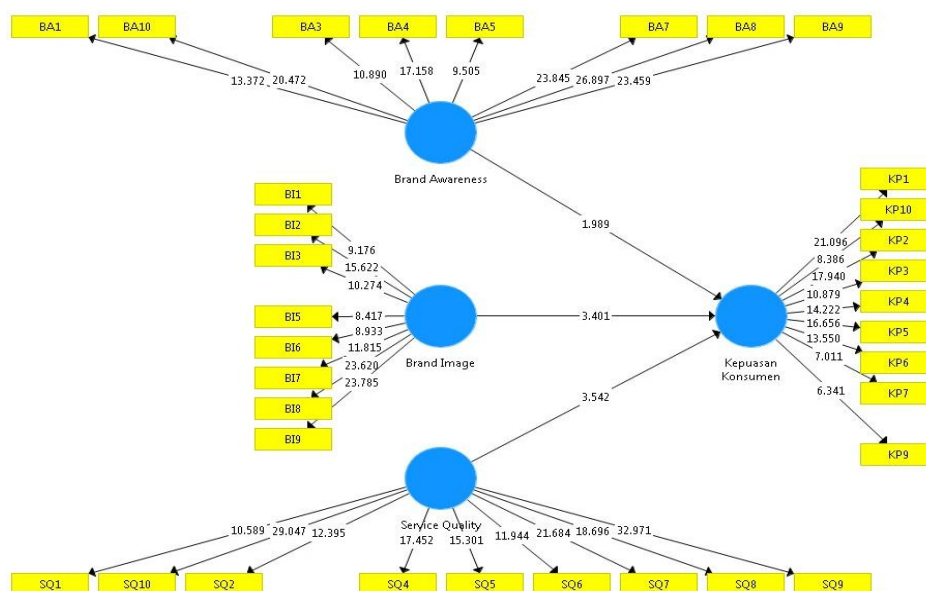 BA1 BA10 BA3 BA4 BA5 BA7 BA8 BA9
13.372 20.472 10.890 17.158 9.505 23.845 26.897 23.459
Brand Awareness
1.989
BI1
BI2
BI3
BI5
BI6
BI7
BI8
BI9
9.176
15.622
10.274
8.417
8.933
11.815
23.620
23.785
Brand Image
3.401
KP1
KP10
KP2
KP3
KP4
KP5
KP6
KP7
KP9
21.096
8.386
17.940
10.879
14.222
16.656
13.550
7.011
6.341
Kepuasan
Konsumen
3.542
Service Quality
10.589 29.047 12.395 17.452 15.301 11.944 21.684 18.696 32.971
SQ1 SQ10 SQ2 SQ4 SQ5 SQ6 SQ7 SQ8 SQ9